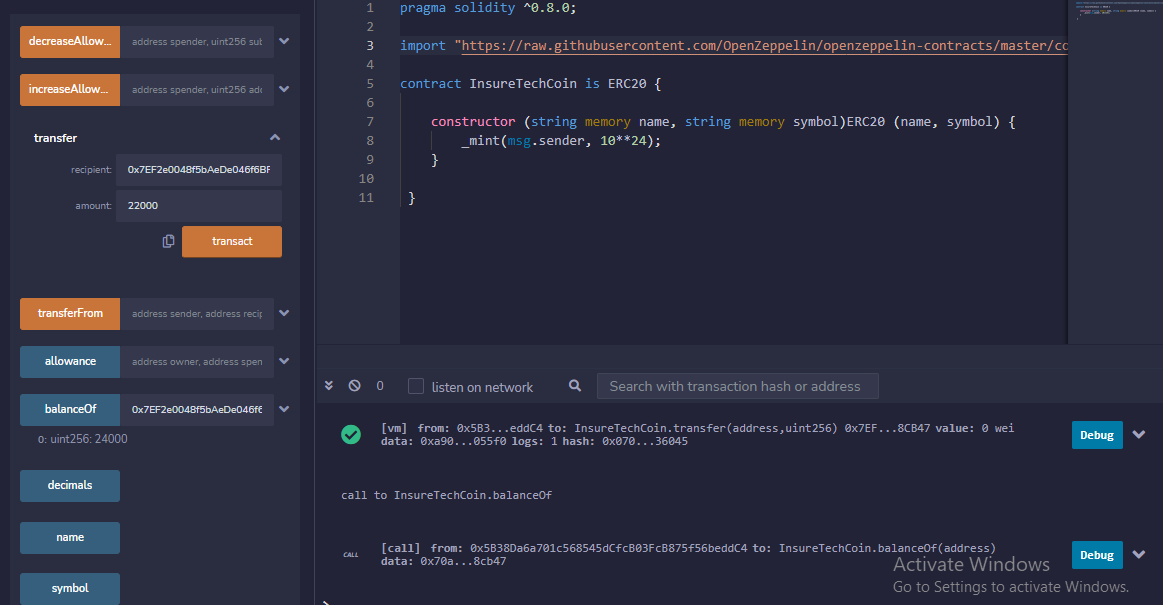 decreaseAllow...
address spender, uint256 sub
increaseAllow...
address spender, uint256 add
transfer
recipient:
0x7EF2e0048f5bAeDe046f6BF
amount:
22000
transact
transferFrom
address sender, address recip
allowance
address owner, address spen
balanceOf
0x7EF2e0048f5bAeDe046f6
0: uint256: 24000
decimals
name
symbol
1 pragma solidity ^0.8.0;
2
3 import "https://raw.githubusercontent.com/OpenZeppelin/openzeppelin-contracts/master/co
4
5 contract InsureTechCoin is ERC20 {
6
7 constructor (string memory name, string memory symbol)ERC20 (name, symbol) {
8 _mint(msg.sender, 10**24);
9 }
10
11 }
0
listen on network
Search with transaction hash or address
[vm] from: 0x5B3...eddC4 to: InsureTechCoin.transfer(address,uint256) 0x7EF...8CB47 value: 0 wei
data: 0xa90...055f0 logs: 1 hash: 0x070...36045
Debug
call to InsureTechCoin.balanceOf
CALL
[call] from: 0x5B38Da6a701c568545dCfcB03FcB875f56beddC4 to: InsureTechCoin.balanceOf(address)
data: 0x70a...8cb47
Debug
Activate Windows
Go to Settings to activate Windows.
>